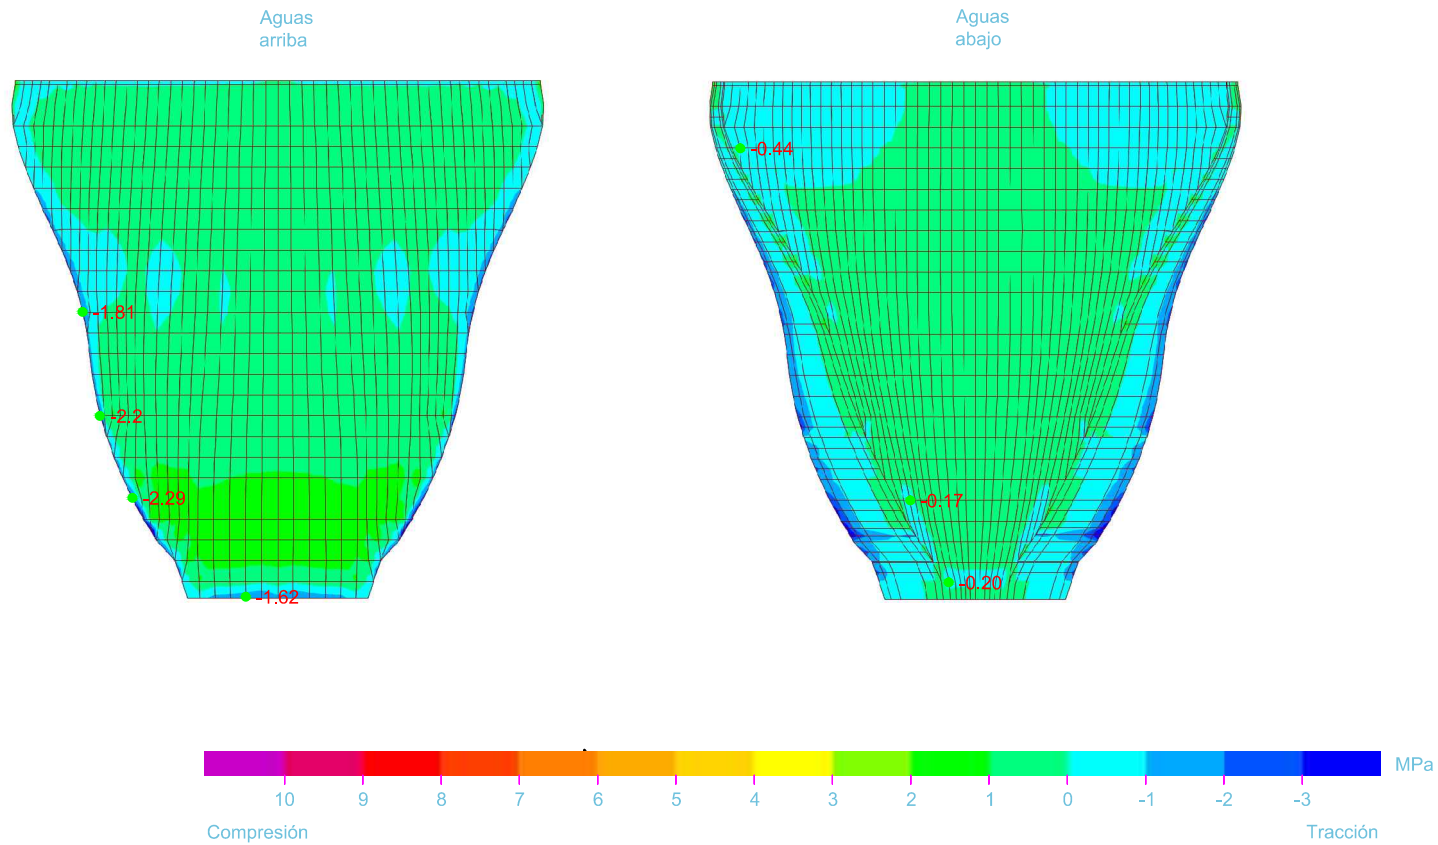 Aguas
arriba
Aguas
abajo
-0.44
-1.81
-2.2
-2.29
-0.17
-0.20
-1.62
MPa
10 9 8 7 6 5 4 3 2 1 0 -1 -2 -3
Compresión
Tracción